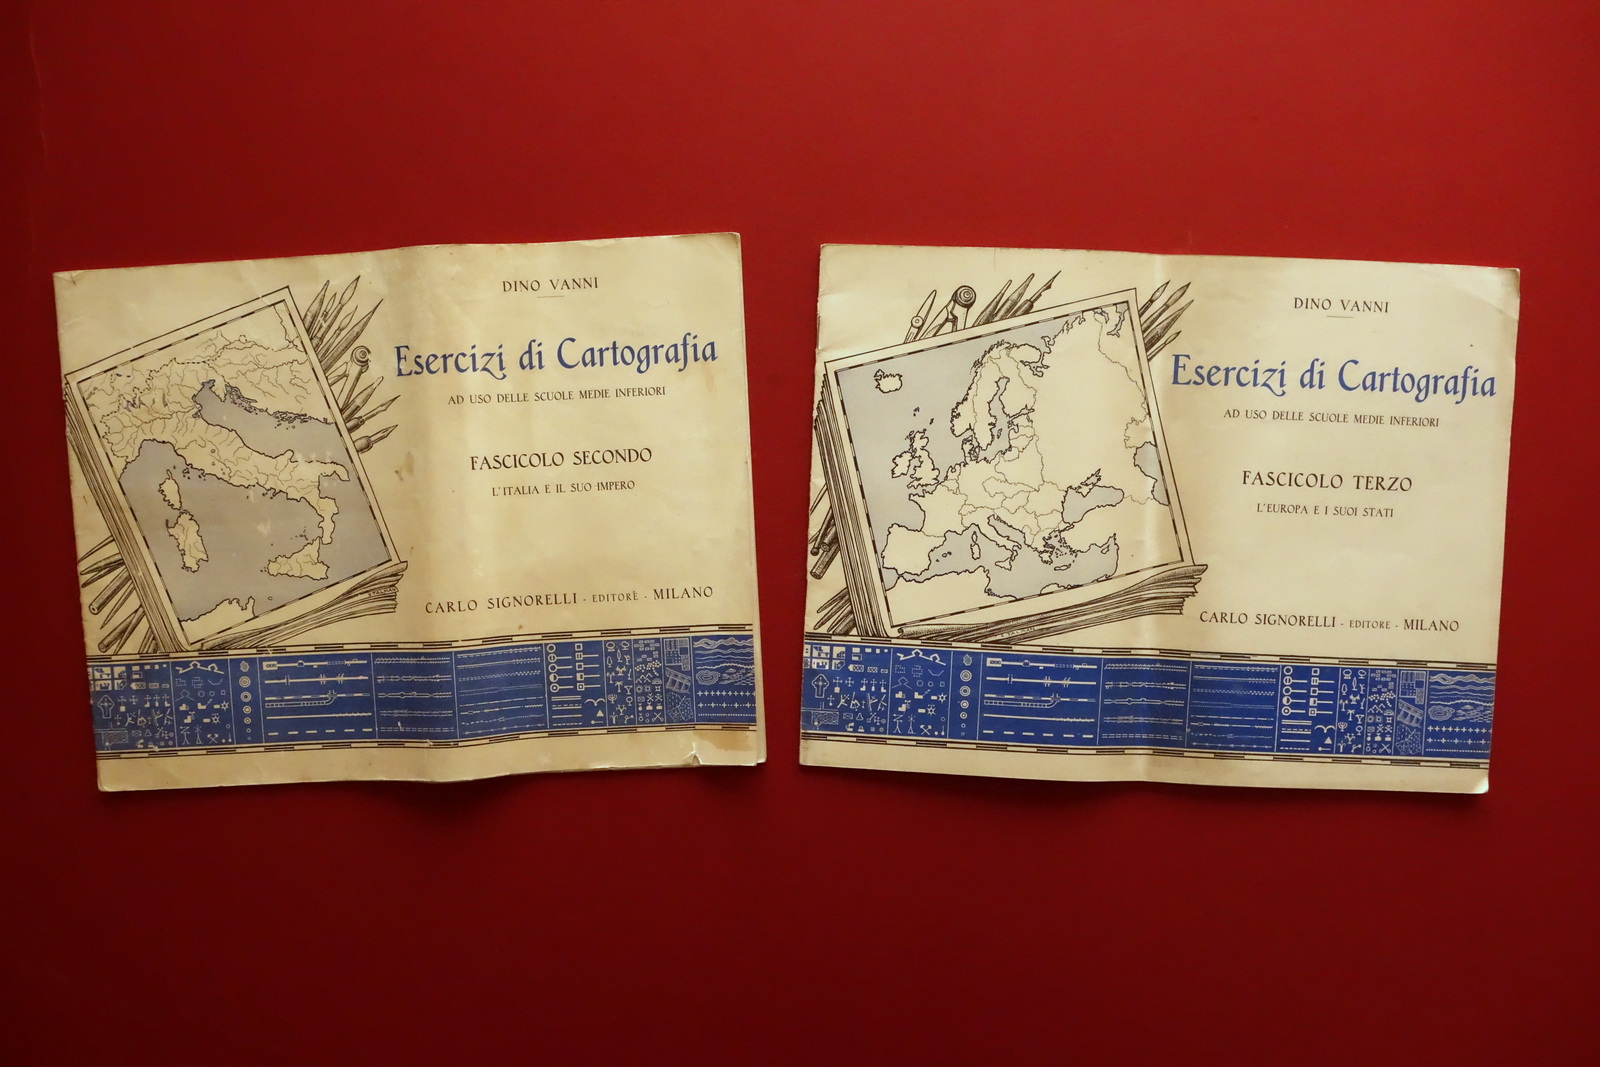 DINO VANNI
Esercizi di Cartografia
AD USO DELLE SCUOLE MEDIE INFERIORI
FASCICOLO SECONDO
L'ITALIA E IL SUO IMPERO
CARLO SIGNORELLI - EDITORE - MILANO
DINO VANNI
Esercizi di Cartografia
AD USO DELLE SCUOLE MEDIE INFERIORI
FASCICOLO TERZO
L'EUROPA E I SUOI STATI
CARLO SIGNORELLI - EDITORE - MILANO